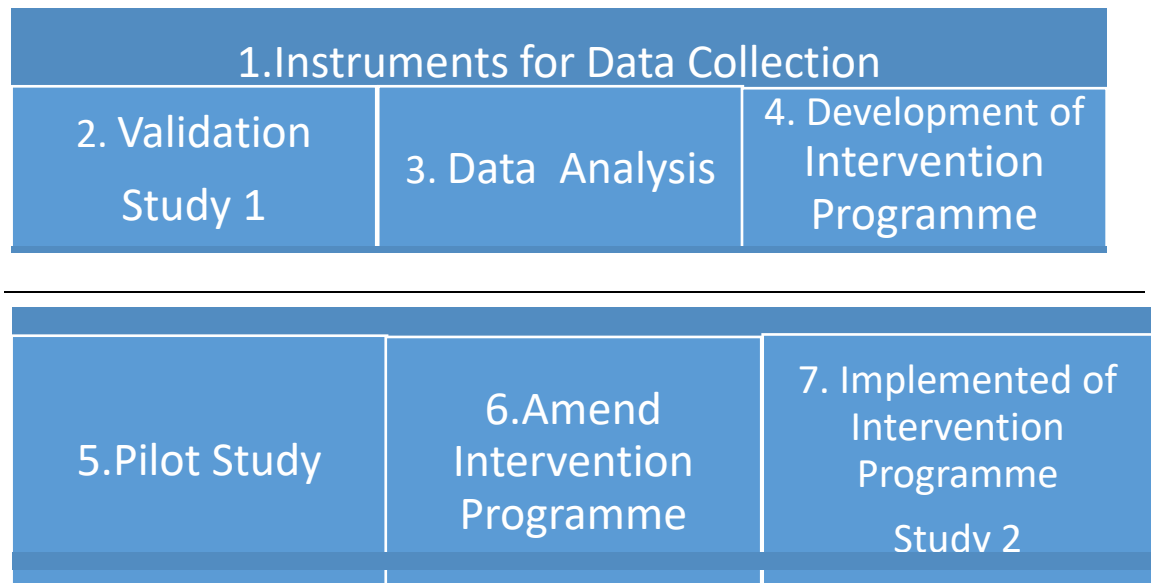 1.Instruments for Data Collection
2. Validation
Study 1
3. Data Analysis
4. Development of
Intervention
Programme
5.Pilot Study
6.Amend
Intervention
Programme
7. Implemented of
Intervention
Programme
Study 2